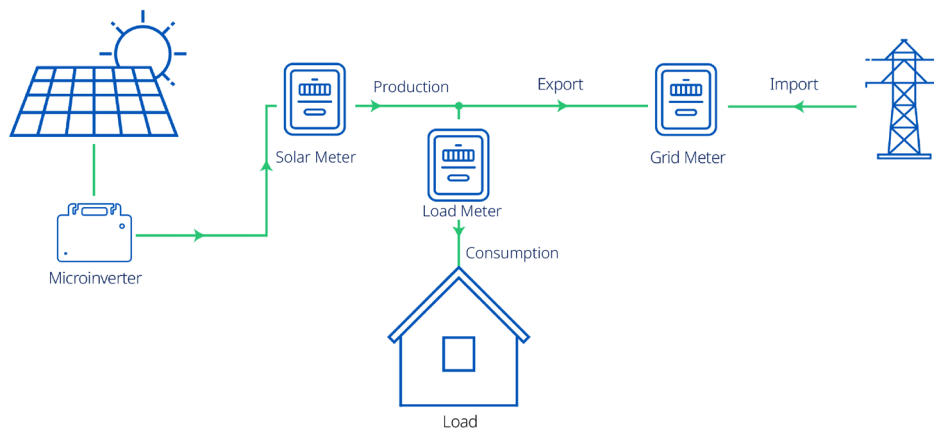 Production
Export
Import
Solar Meter
Grid Meter
Load Meter
Consumption
Microinverter
Load